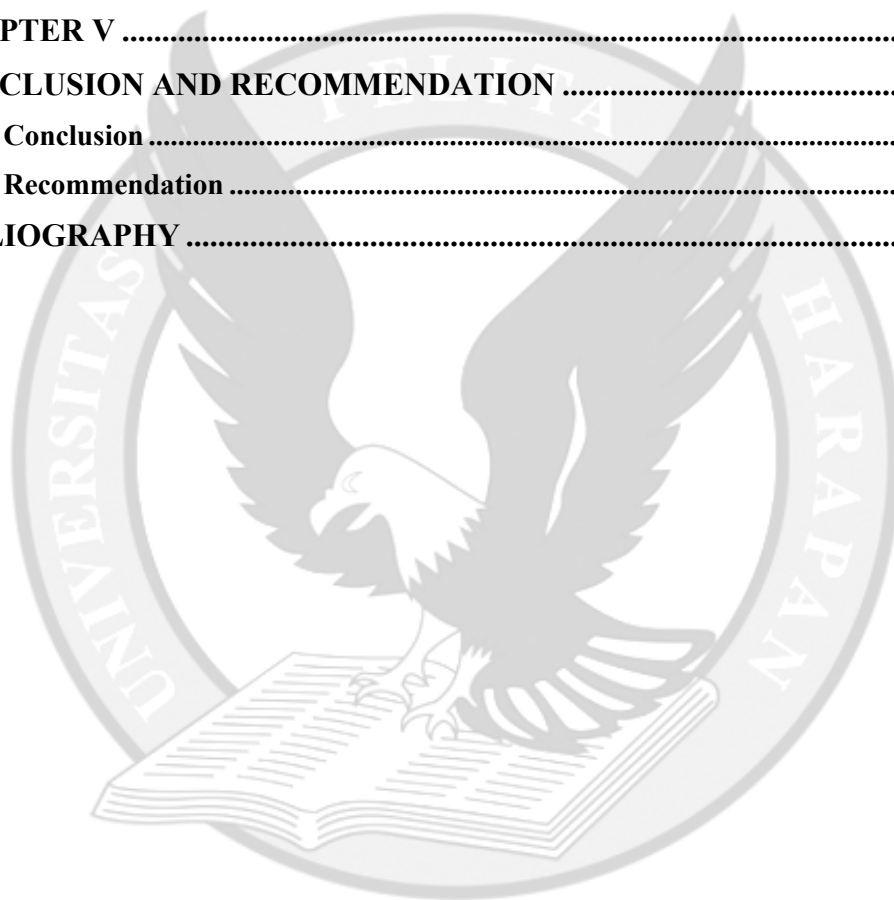 PTER V ...............................................................................................
CLUSION AND RECOMMENDATION ..........................................
Conclusion ..............................................................................................
Recommendation ....................................................................................
LIOGRAPHY .........................................................................................
UNIVERSITAS PELITA HARAPAN